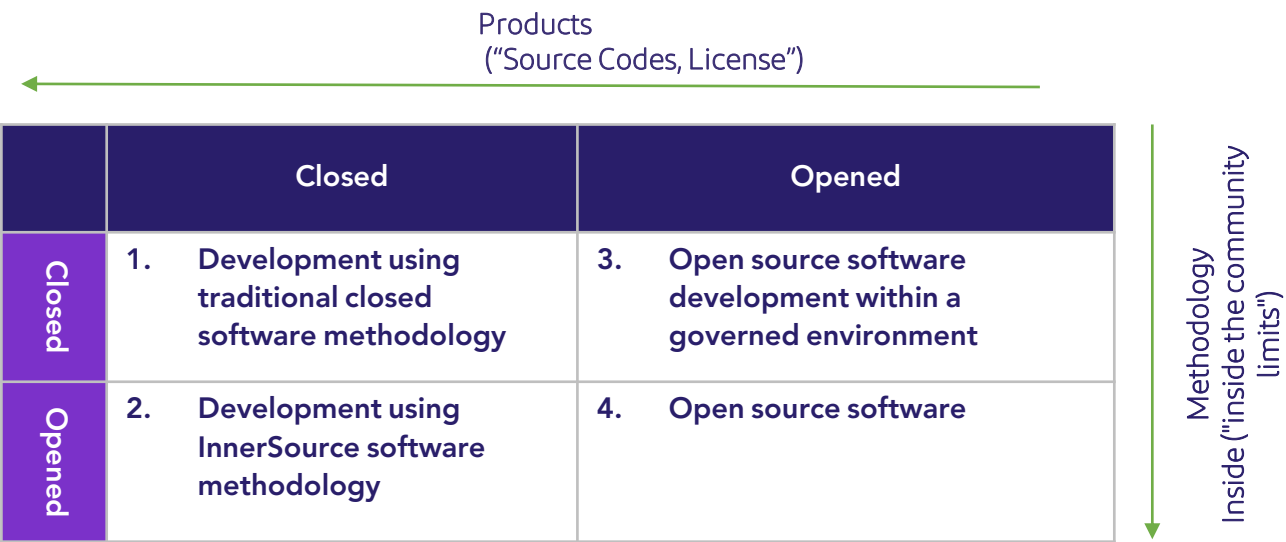 Products
("Source Codes, License")
Closed
Opened
Closed
1. Development using
traditional closed
software methodology
3. Open source software
development within a
governed environment
Opened
2. Development using
InnerSource software
methodology
4. Open source software
Methodology
Inside ("inside the community
limits")